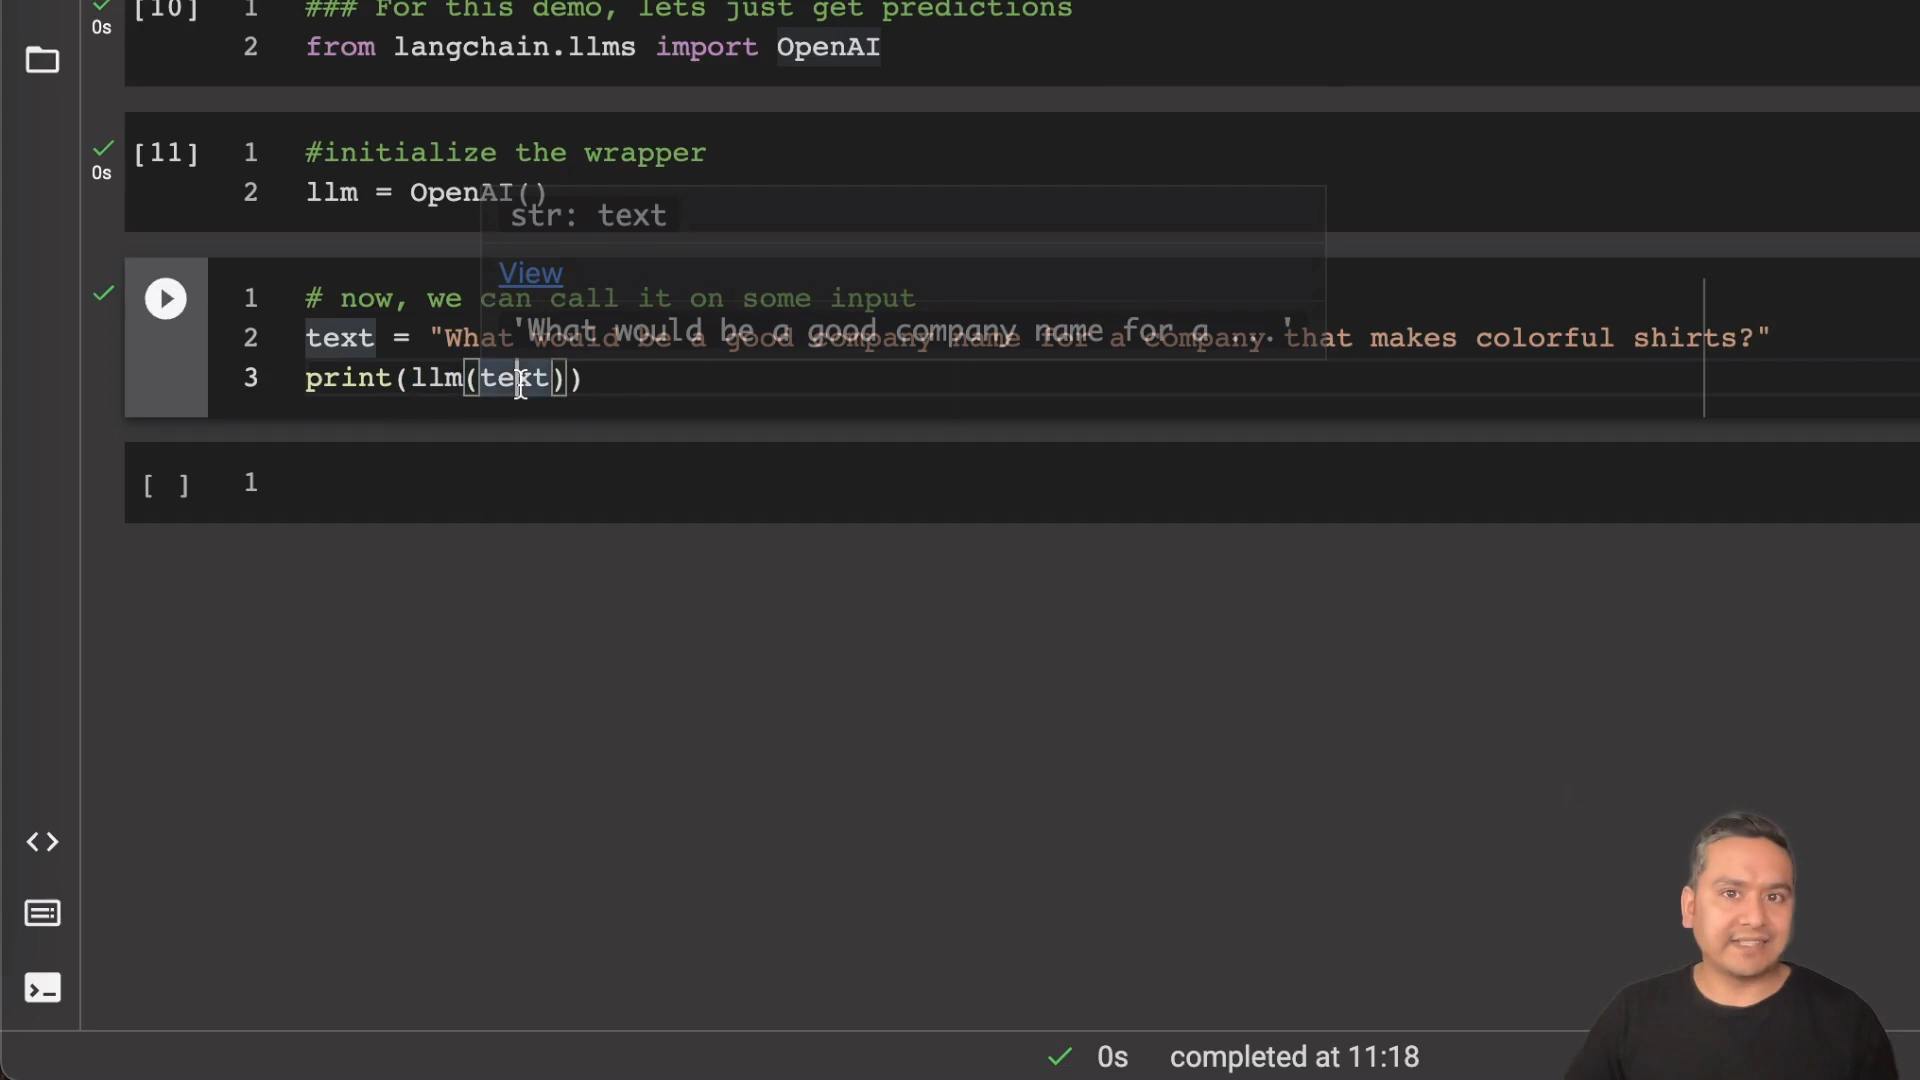 [10] 1 ### For this demo, lets just get predictions
0s
2 from langchain.llms import OpenAI
[11] 1 #initialize the wrapper
0s
2 llm = OpenAI()
str: text
View
1 # now, we can call it on some input
'What would be a good company name for a ...'
2 text = "What would be a good company name for a company that makes colorful shirts?"
3 print(llm(text))
[ ] 1
0s completed at 11:18